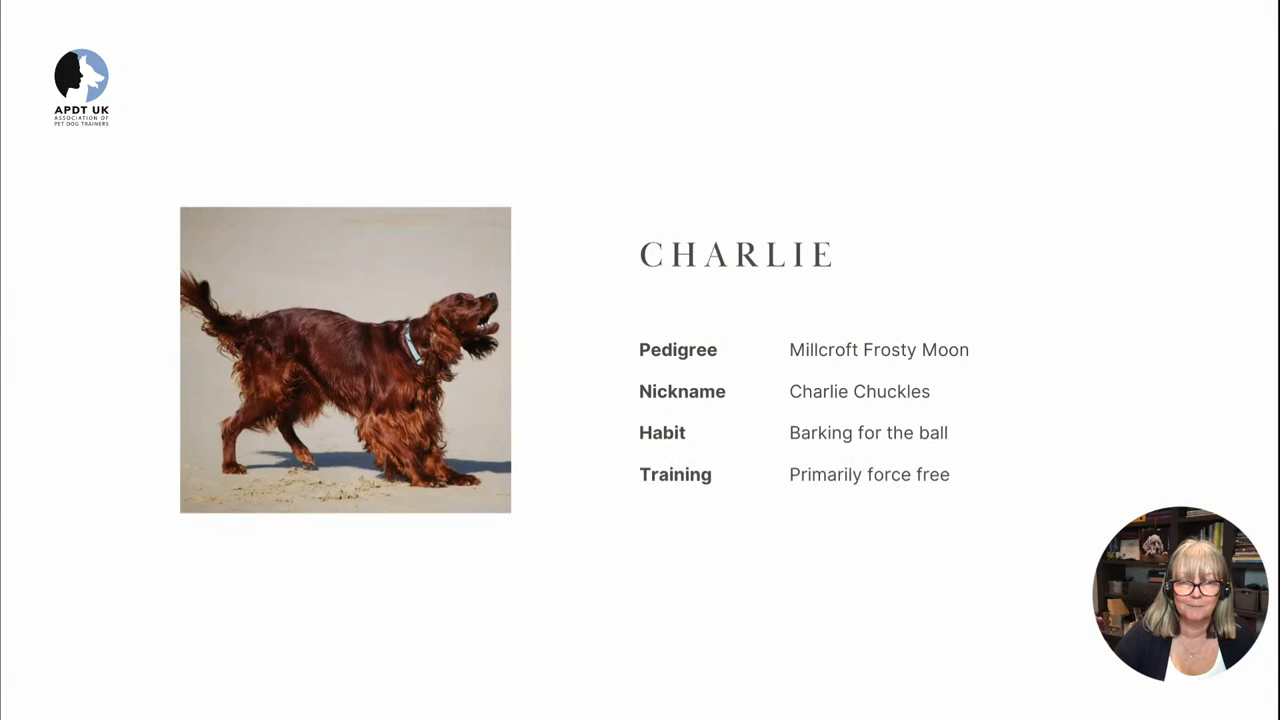 APDT UK
ASSOCIATION OF
PET DOG TRAINERS
CHARLIE
Pedigree Millcroft Frosty Moon
Nickname Charlie Chuckles
Habit Barking for the ball
Training Primarily force free